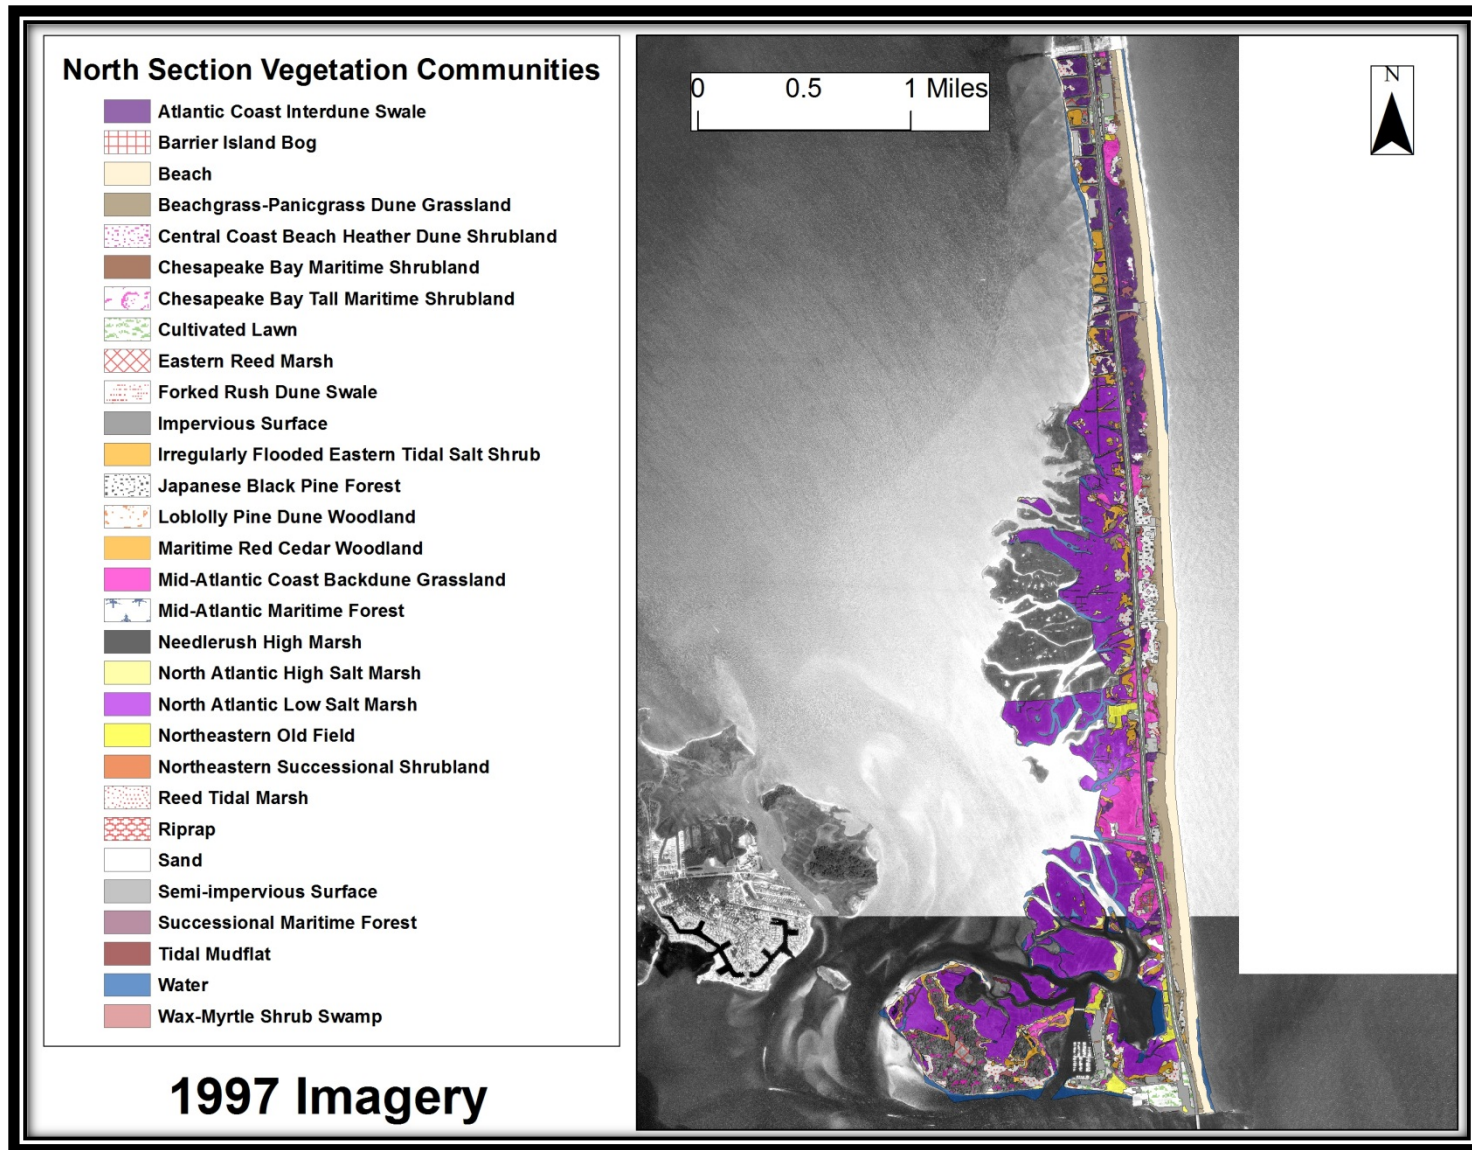 North Section Vegetation Communities
Atlantic Coast Interdune Swale
Barrier Island Bog
Beach
Beachgrass-Panicgrass Dune Grassland
Central Coast Beach Heather Dune Shrubland
Chesapeake Bay Maritime Shrubland
Chesapeake Bay Tall Maritime Shrubland
Cultivated Lawn
Eastern Reed Marsh
Forked Rush Dune Swale
Impervious Surface
Irregularly Flooded Eastern Tidal Salt Shrub
Japanese Black Pine Forest
Loblolly Pine Dune Woodland
Maritime Red Cedar Woodland
Mid-Atlantic Coast Backdune Grassland
Mid-Atlantic Maritime Forest
Needlerush High Marsh
North Atlantic High Salt Marsh
North Atlantic Low Salt Marsh
Northeastern Old Field
Northeastern Successional Shrubland
Reed Tidal Marsh
Riprap
Sand
Semi-impervious Surface
Successional Maritime Forest
Tidal Mudflat
Water
Wax-Myrtle Shrub Swamp
1997 Imagery
0 0.5 1 Miles
N